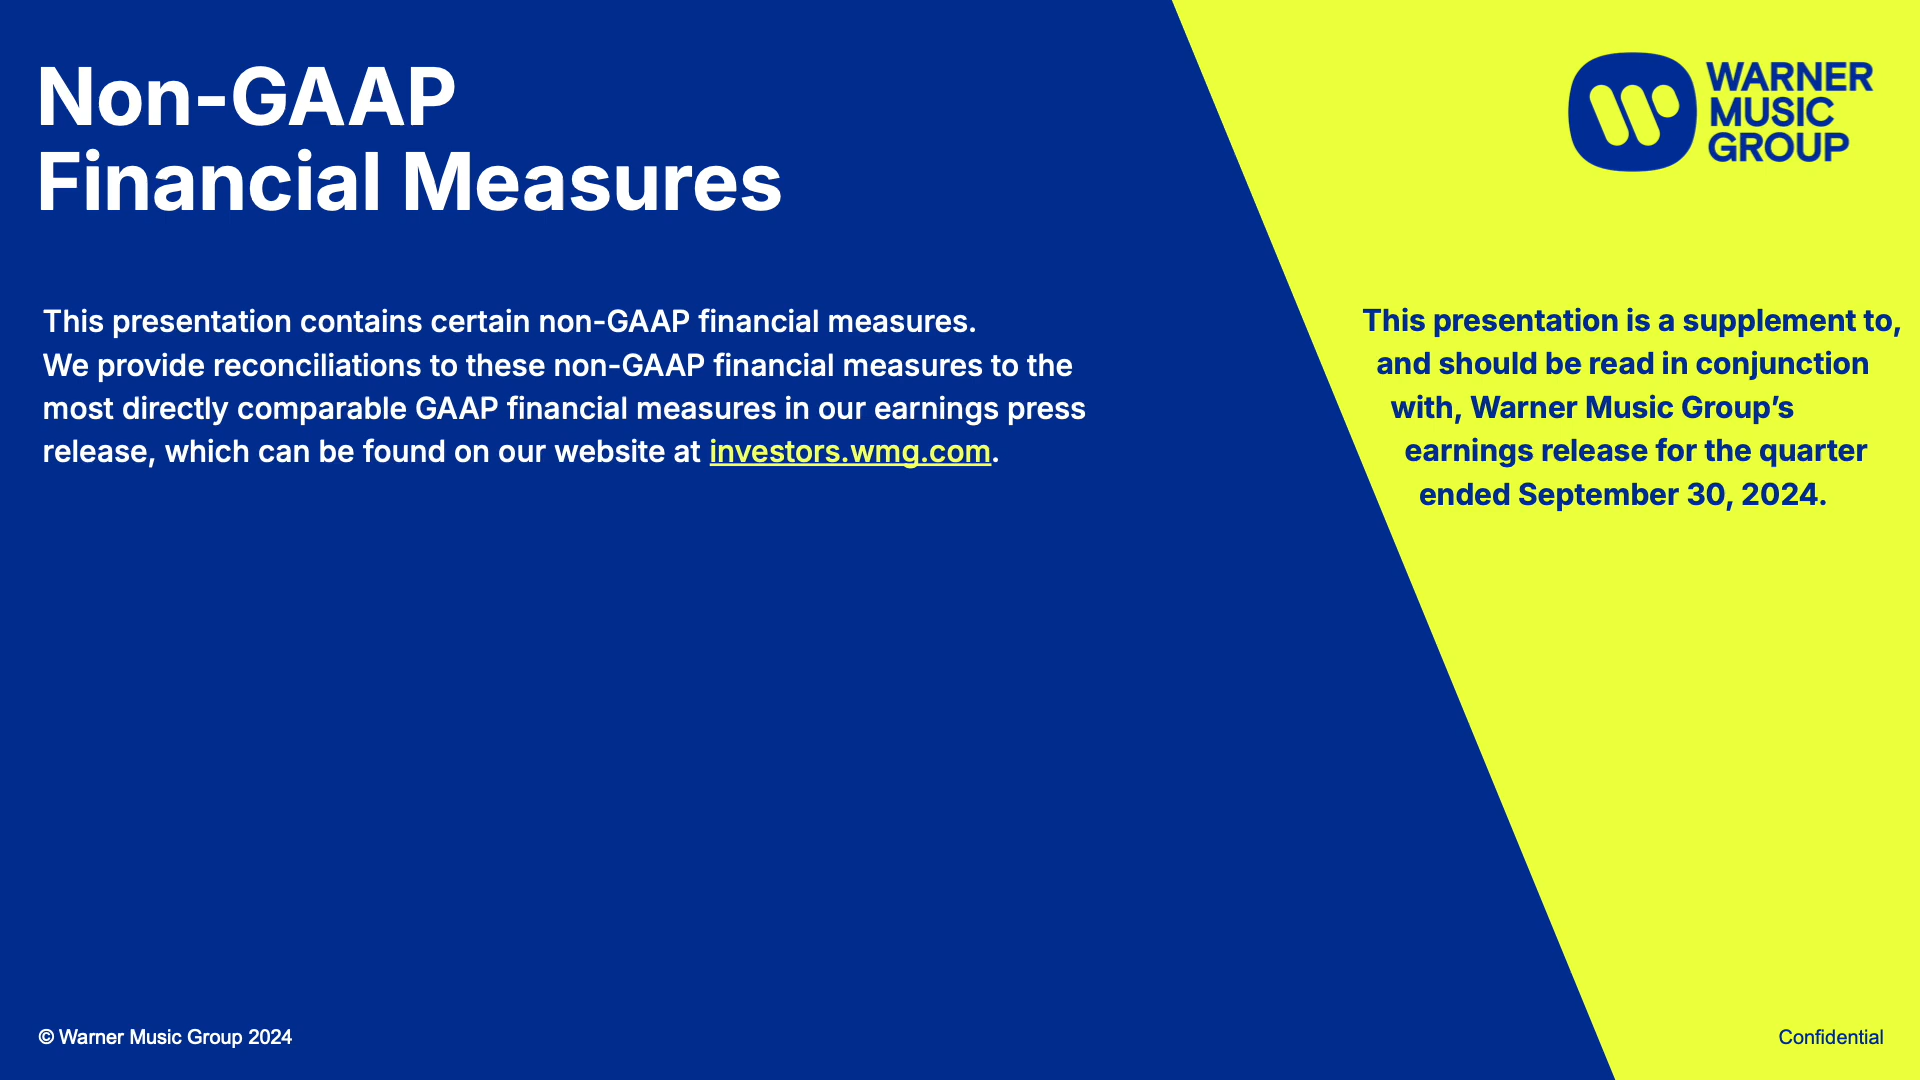 Non-GAAP
Financial Measures
WARNER
MUSIC
GROUP
This presentation contains certain non-GAAP financial measures.
We provide reconciliations to these non-GAAP financial measures to the
most directly comparable GAAP financial measures in our earnings press
release, which can be found on our website at investors.wmg.com.
This presentation is a supplement to,
and should be read in conjunction
with, Warner Music Group’s
earnings release for the quarter
ended September 30, 2024.
© Warner Music Group 2024
Confidential